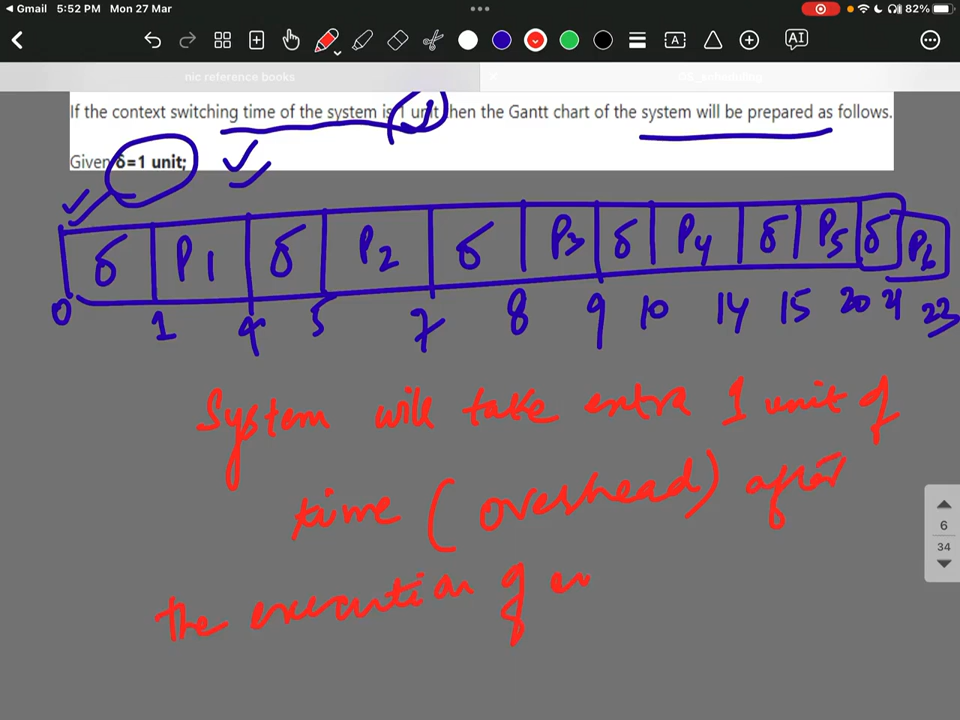 Gmail 5:52 PM Mon 27 Mar 82%
AI
nic reference books
OS_scheduling
If the context switching time of the system is 1 unit then the Gantt chart of the system will be prepared as follows.
Given δ=1 unit;
δ P1 δ P2 δ P3 δ P4 δ P5 δ P6
0 1 4 5 7 8 9 10 14 15 20 21 23
System will take extra 1 unit of
time (overhead) after
the execution of
6
34